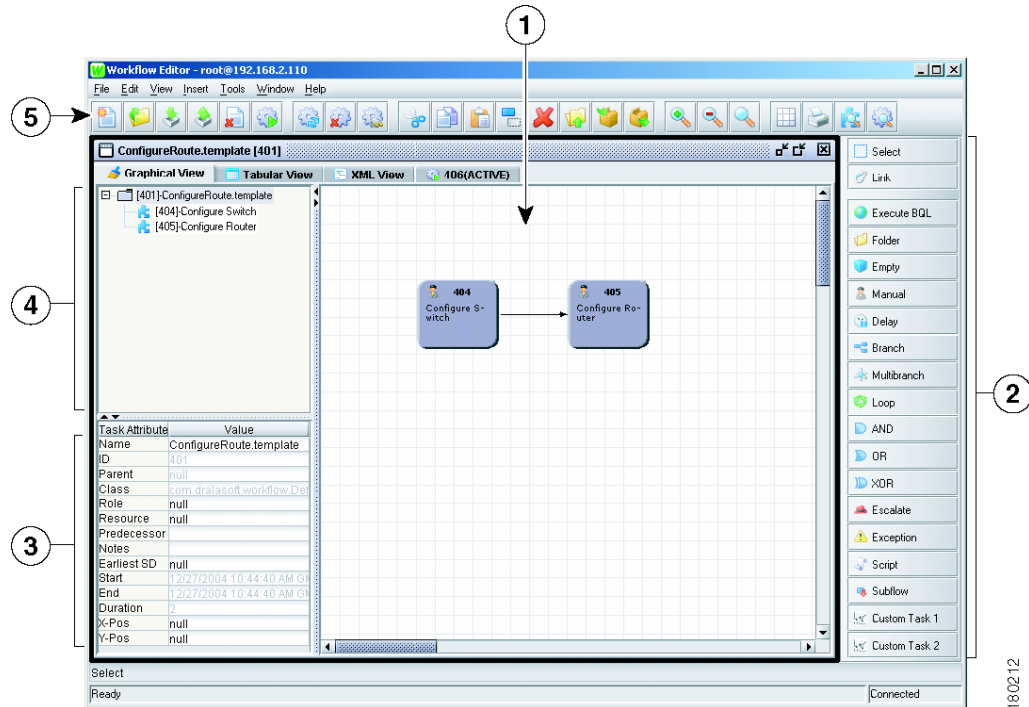 1
Workflow Editor - root@192.168.2.110
File Edit View Insert Tools Window Help
5
ConfigureRoute.template [401]
Graphical View Tabular View XML View 406(ACTIVE)
[401]-ConfigureRoute.template
[404]-Configure Switch
[405]-Configure Router
4
404
Configure S-
witch
405
Configure Ro-
uter
Task Attribute Value
Name ConfigureRoute.template
ID 401
Parent null
Class com.dralasoft.workflow.Def
Role null
Resource null
Predecessor
Notes
Earliest SD null
Start 12/27/2004 10:44:40 AM GM
End 12/27/2004 10:44:40 AM GM
Duration 2
X-Pos null
Y-Pos null
3
Select
Link
Execute BQL
Folder
Empty
Manual
Delay
Branch
Multibranch
Loop
AND
OR
XOR
Escalate
Exception
Script
Subflow
Custom Task 1
Custom Task 2
2
Select
Ready Connected
180212